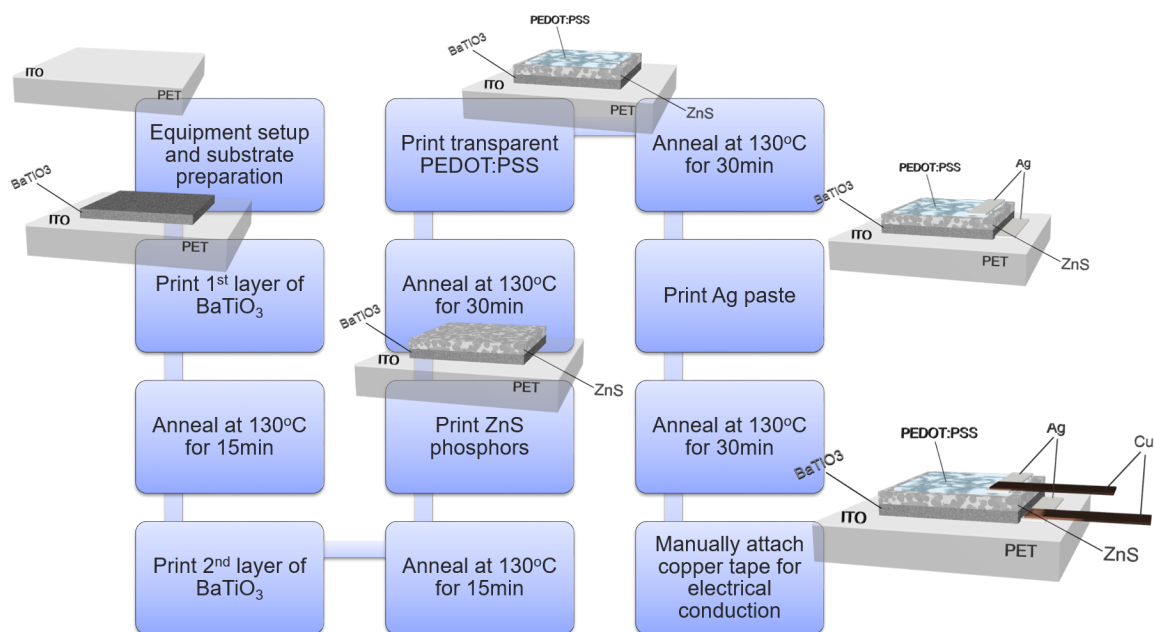 ITO
PET
Equipment setup
and substrate
preparation
BaTiO3
ITO
PET
Print 1st layer of
BaTiO3
Anneal at 130oC
for 15min
Print 2nd layer of
BaTiO3
Anneal at 130oC
for 15min
Print ZnS
phosphors
BaTiO3
ITO
PET
ZnS
Anneal at 130oC
for 30min
Print transparent
PEDOT:PSS
PEDOT:PSS
BaTiO3
ITO
PET
ZnS
Anneal at 130oC
for 30min
Print Ag paste
PEDOT:PSS
Ag
BaTiO3
ITO
PET
ZnS
Anneal at 130oC
for 30min
Manually attach
copper tape for
electrical
conduction
PEDOT:PSS
Ag
Cu
BaTiO3
ITO
PET
ZnS